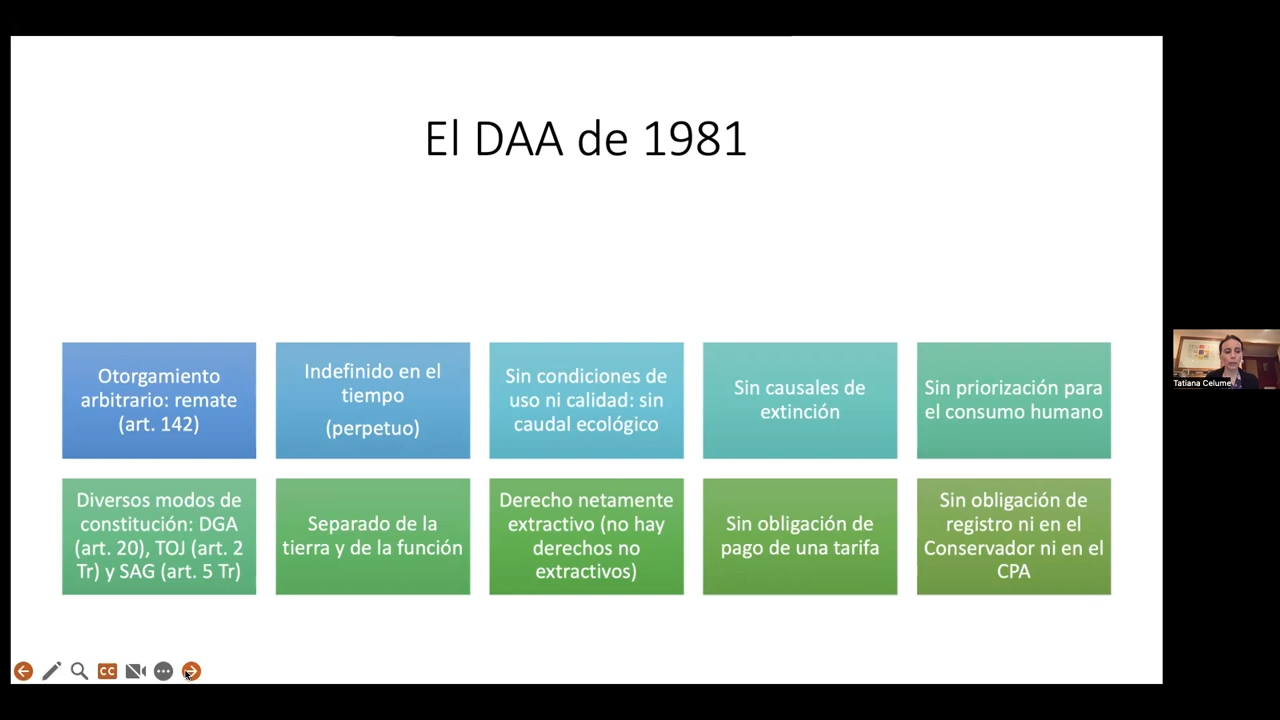 El DAA de 1981
Otorgamiento
arbitrario: remate
(art. 142)
Indefinido en el
tiempo
(perpetuo)
Sin condiciones de
uso ni calidad: sin
caudal ecológico
Sin causales de
extinción
Sin priorización para
el consumo humano
Diversos modos de
constitución: DGA
(art. 20), TOJ (art. 2
Tr) y SAG (art. 5 Tr)
Separado de la
tierra y de la función
Derecho netamente
extractivo (no hay
derechos no
extractivos)
Sin obligación de
pago de una tarifa
Sin obligación de
registro ni en el
Conservador ni en el
CPA
Tatiana Celume
CC